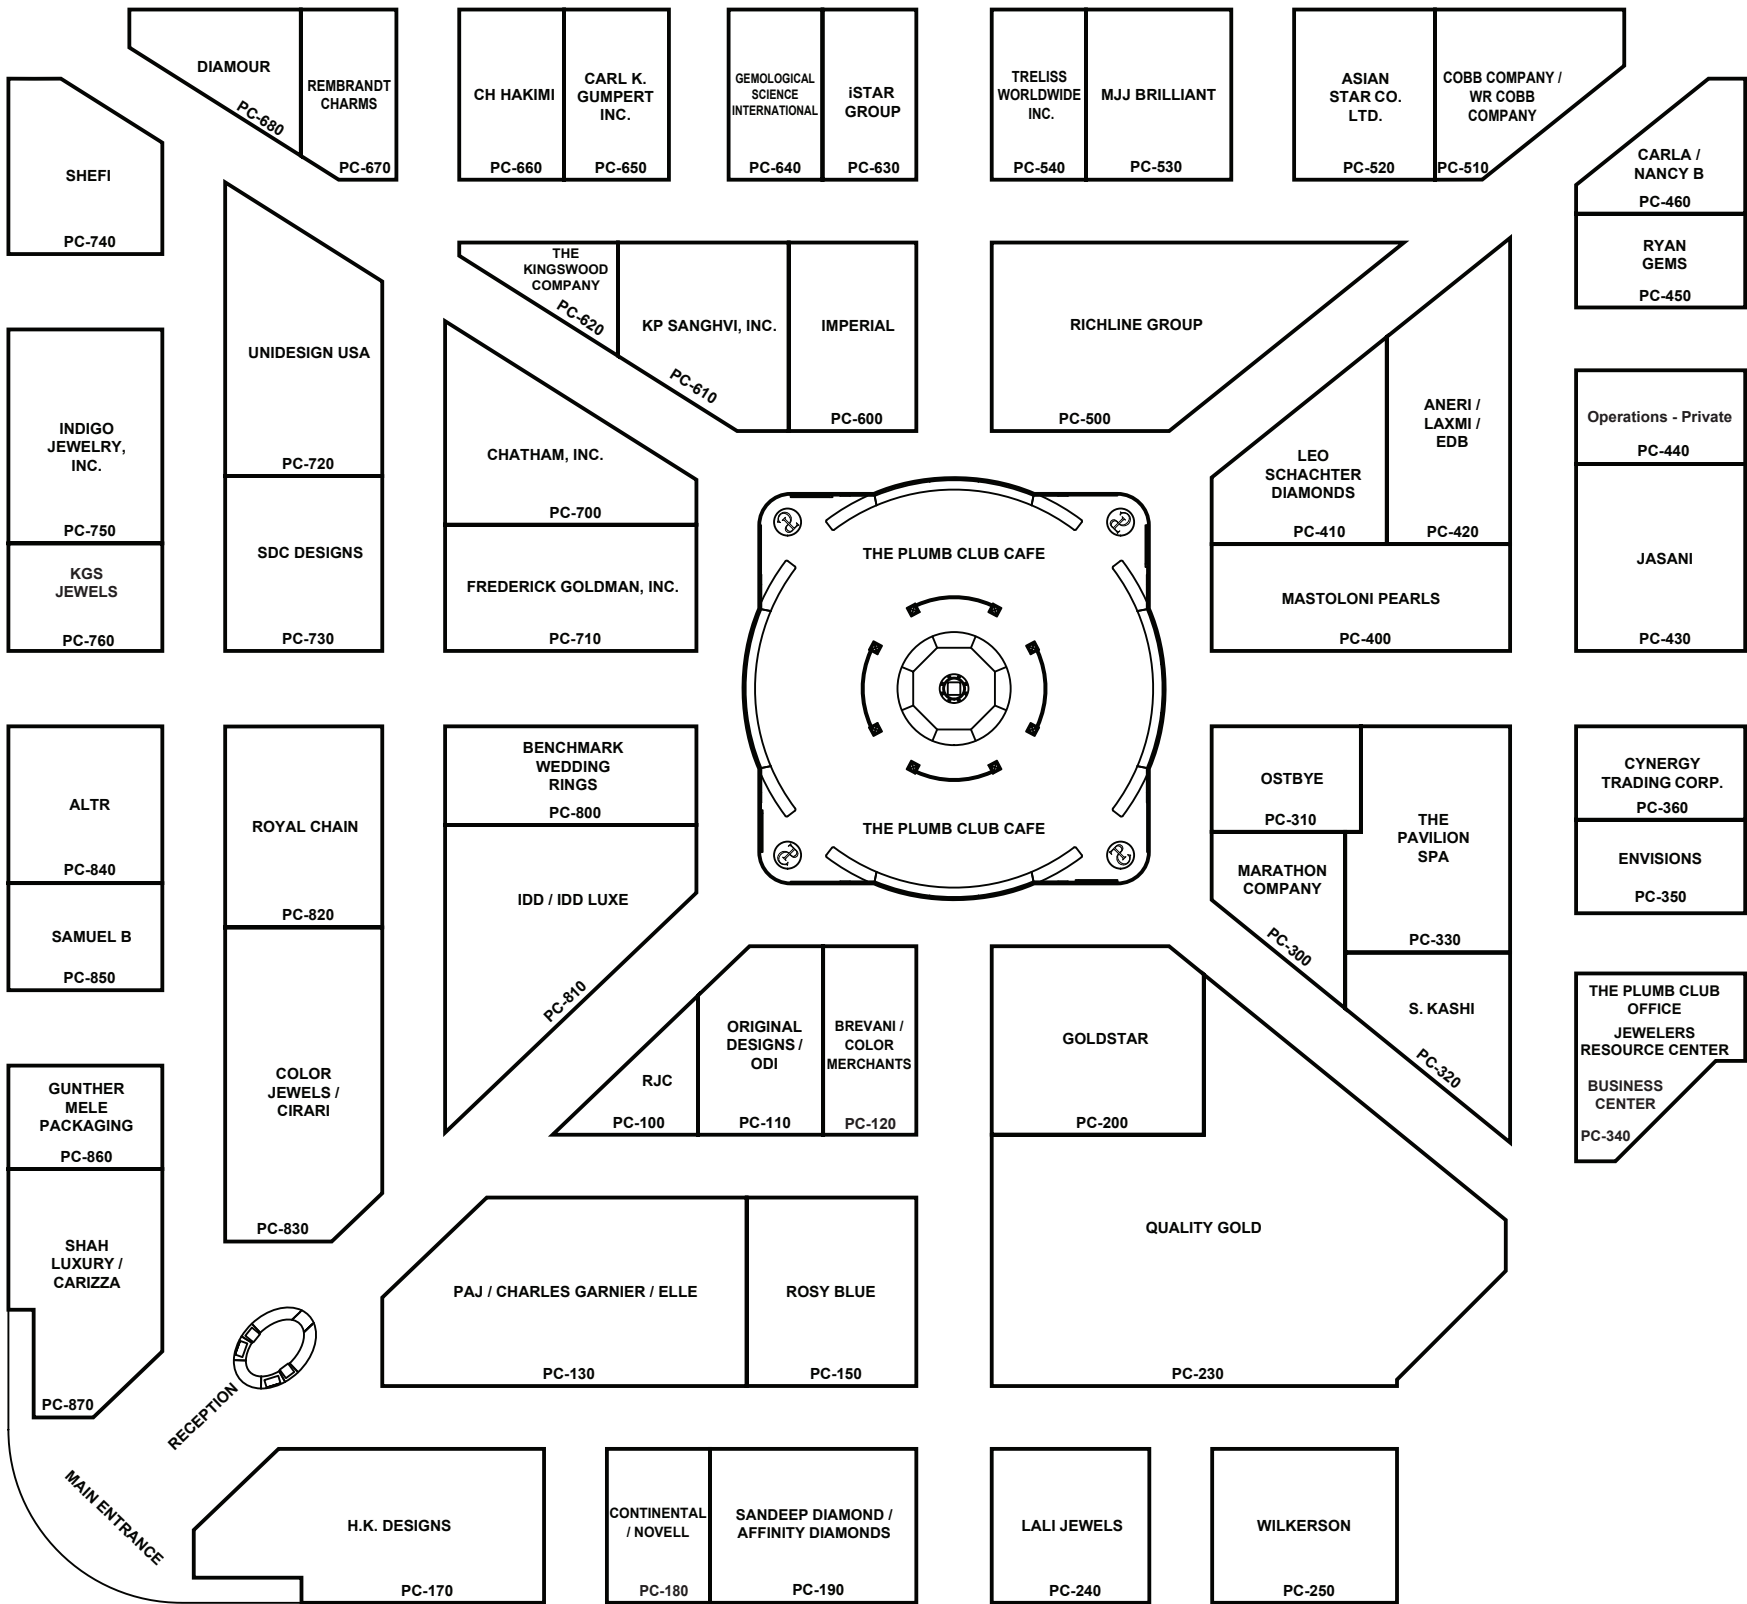 DIAMOUR
PC-680
REMBRANDT
CHARMS
PC-670
CH HAKIMI
PC-660
CARL K.
GUMPERT
INC.
PC-650
GEMOLOGICAL
SCIENCE
INTERNATIONAL
PC-640
iSTAR
GROUP
PC-630
TRELISS
WORLDWIDE
INC.
PC-540
MJJ BRILLIANT
PC-530
ASIAN
STAR CO.
LTD.
PC-520
COBB COMPANY /
WR COBB
COMPANY
PC-510
SHEFI
PC-740
CARLA /
NANCY B
PC-460
RYAN
GEMS
PC-450
UNIDESIGN USA
PC-720
THE
KINGSWOOD
COMPANY
PC-620
KP SANGHVI, INC.
PC-610
IMPERIAL
PC-600
RICHLINE GROUP
PC-500
INDIGO
JEWELRY,
INC.
PC-750
KGS
JEWELS
PC-760
SDC DESIGNS
PC-730
CHATHAM, INC.
PC-700
FREDERICK GOLDMAN, INC.
PC-710
THE PLUMB CLUB CAFE
THE PLUMB CLUB CAFE
LEO
SCHACHTER
DIAMONDS
PC-410
ANERI /
LAXMI /
EDB
PC-420
MASTOLONI PEARLS
PC-400
Operations - Private
PC-440
JASANI
PC-430
ALTR
PC-840
SAMUEL B
PC-850
ROYAL CHAIN
PC-820
BENCHMARK
WEDDING
RINGS
PC-800
IDD / IDD LUXE
PC-810
OSTBYE
PC-310
MARATHON
COMPANY
PC-300
THE
PAVILION
SPA
PC-330
S. KASHI
PC-320
CYNERGY
TRADING CORP.
PC-360
ENVISIONS
PC-350
THE PLUMB CLUB
OFFICE
JEWELERS
RESOURCE CENTER
BUSINESS
CENTER
PC-340
GUNTHER
MELE
PACKAGING
PC-860
SHAH
LUXURY /
CARIZZA
PC-870
COLOR
JEWELS /
CIRARI
PC-830
RJC
PC-100
ORIGINAL
DESIGNS /
ODI
PC-110
BREVANI /
COLOR
MERCHANTS
PC-120
GOLDSTAR
PC-200
QUALITY GOLD
PC-230
PAJ / CHARLES GARNIER / ELLE
PC-130
ROSY BLUE
PC-150
RECEPTION
MAIN ENTRANCE
H.K. DESIGNS
PC-170
CONTINENTAL
/ NOVELL
PC-180
SANDEEP DIAMOND /
AFFINITY DIAMONDS
PC-190
LALI JEWELS
PC-240
WILKERSON
PC-250